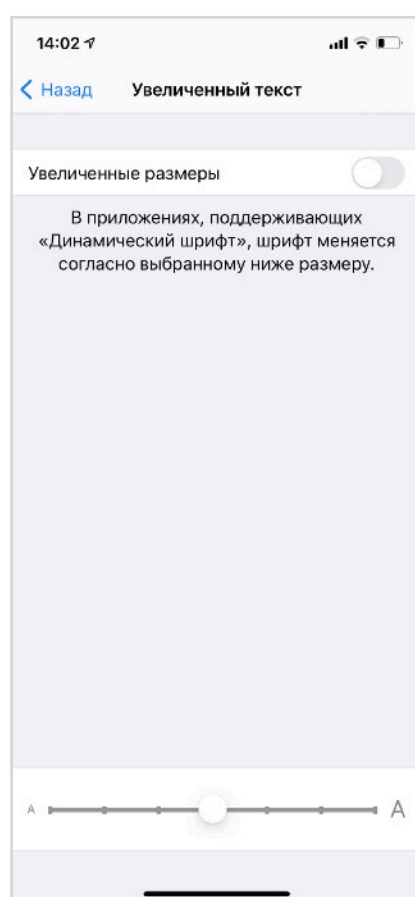 14:02
Назад
Увеличенный текст
Увеличенные размеры
В приложениях, поддерживающих
«Динамический шрифт», шрифт меняется
согласно выбранному ниже размеру.
A A